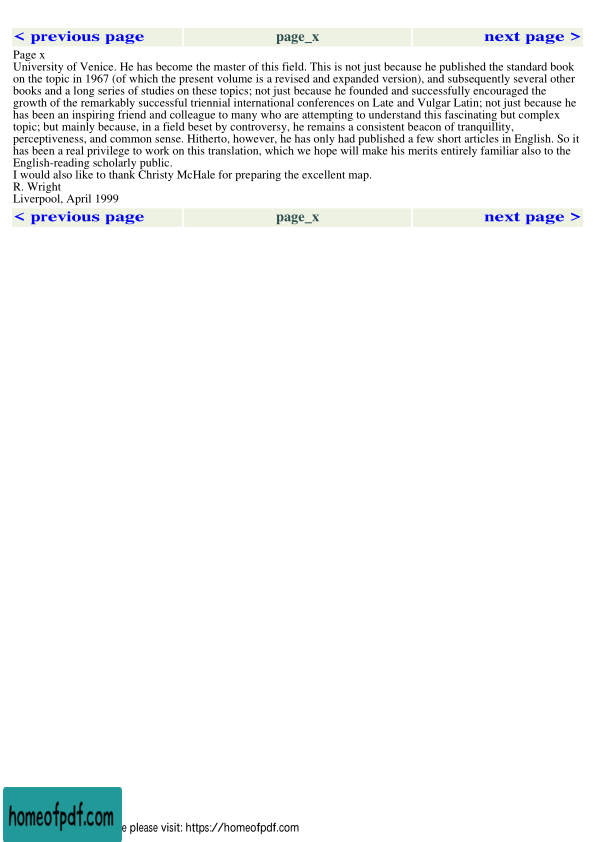 < previous page page_x next page >
Page x
University of Venice. He has become the master of this field. This is not just because he published the standard book
on the topic in 1967 (of which the present volume is a revised and expanded version), and subsequently several other
books and a long series of studies on these topics; not just because he founded and successfully encouraged the
growth of the remarkably successful triennial international conferences on Late and Vulgar Latin; not just because he
has been an inspiring friend and colleague to many who are attempting to understand this fascinating but complex
topic; but mainly because, in a field beset by controversy, he remains a consistent beacon of tranquillity,
perceptiveness, and common sense. Hitherto, however, he has only had published a few short articles in English. So it
has been a real privilege to work on this translation, which we hope will make his merits entirely familiar also to the
English-reading scholarly public.
I would also like to thank Christy McHale for preparing the excellent map.
R. Wright
Liverpool, April 1999
< previous page page_x next page >
homeofpdf.com
e please visit: https://homeofpdf.com